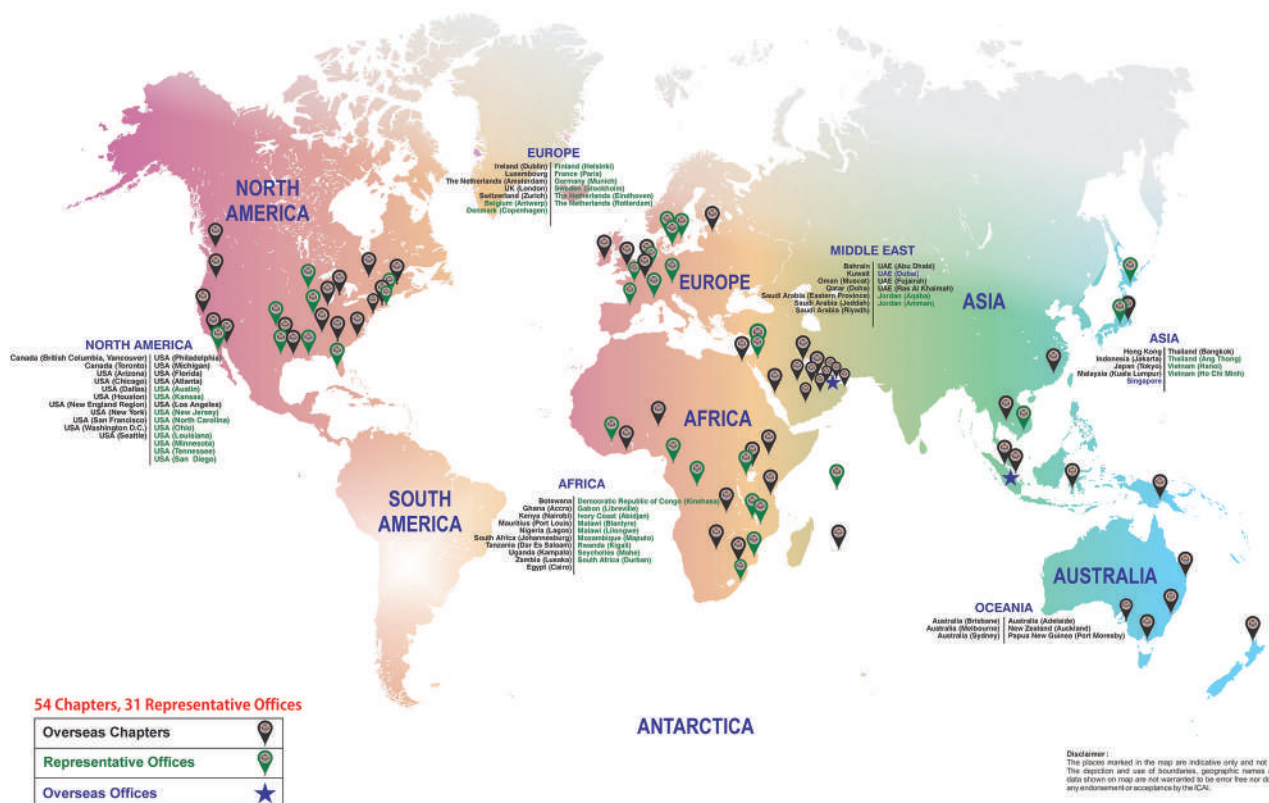 EUROPE
Ireland (Dublin) Finland (Helsinki)
Luxembourg France (Paris)
The Netherlands (Amsterdam) Germany (Munich)
UK (London) Sweden (Stockholm)
Switzerland (Zurich) The Netherlands (Eindhoven)
Belgium (Antwerp) The Netherlands (Rotterdam)
Denmark (Copenhagen)
NORTH
AMERICA
MIDDLE EAST
Bahrain UAE (Abu Dhabi)
Kuwait UAE (Dubai)
Oman (Muscat) UAE (Fujairah)
Qatar (Doha) UAE (Ras Al Khaimah)
Saudi Arabia (Eastern Province) Jordan (Aqaba)
Saudi Arabia (Jeddah) Jordan (Amman)
Saudi Arabia (Riyadh)
EUROPE
ASIA
NORTH AMERICA
Canada (British Columbia, Vancouver) USA (Philadelphia)
Canada (Toronto) USA (Michigan)
USA (Arizona) USA (Florida)
USA (Chicago) USA (Atlanta)
USA (Dallas) USA (Austin)
USA (Houston) USA (Kansas)
USA (New England Region) USA (Los Angeles)
USA (New York) USA (New Jersey)
USA (San Francisco) USA (North Carolina)
USA (Washington D.C.) USA (Ohio)
USA (Seattle) USA (Louisiana)
USA (Minnesota)
USA (Tennessee)
USA (San Diego)
ASIA
Hong Kong Thailand (Bangkok)
Indonesia (Jakarta) Thailand (Ang Thong)
Japan (Tokyo) Vietnam (Hanoi)
Malaysia (Kuala Lumpur) Vietnam (Ho Chi Minh)
Singapore
AFRICA
SOUTH
AMERICA
AFRICA
Botswana Democratic Republic of Congo (Kinshasa)
Ghana (Accra) Gabon (Libreville)
Kenya (Nairobi) Ivory Coast (Abidjan)
Mauritius (Port Louis) Malawi (Blantyre)
Nigeria (Lagos) Malawi (Lilongwe)
South Africa (Johannesburg) Mozambique (Maputo)
Tanzania (Dar Es Salaam) Rwanda (Kigali)
Uganda (Kampala) Seychelles (Mahe)
Zambia (Lusaka) South Africa (Durban)
Egypt (Cairo)
AUSTRALIA
OCEANIA
Australia (Brisbane) Australia (Adelaide)
Australia (Melbourne) New Zealand (Auckland)
Australia (Sydney) Papua New Guinea (Port Moresby)
54 Chapters, 31 Representative Offices
Overseas Chapters
Representative Offices
Overseas Offices
ANTARCTICA
Disclaimer :
The places marked in the map are indicative only and not
The depiction and use of boundaries, geographic names
data shown on map are not warranted to be error free nor do
any endorsement or acceptance by the ICAI.